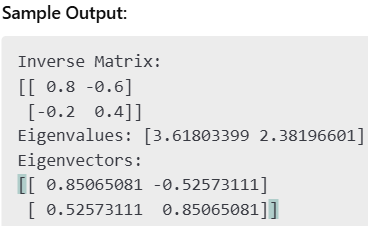 Sample Output:
Inverse Matrix:
[[ 0.8 -0.6]
 [-0.2  0.4]]
Eigenvalues: [3.61803399 2.38196601]
Eigenvectors:
[[ 0.85065081 -0.52573111]
 [ 0.52573111  0.85065081]]